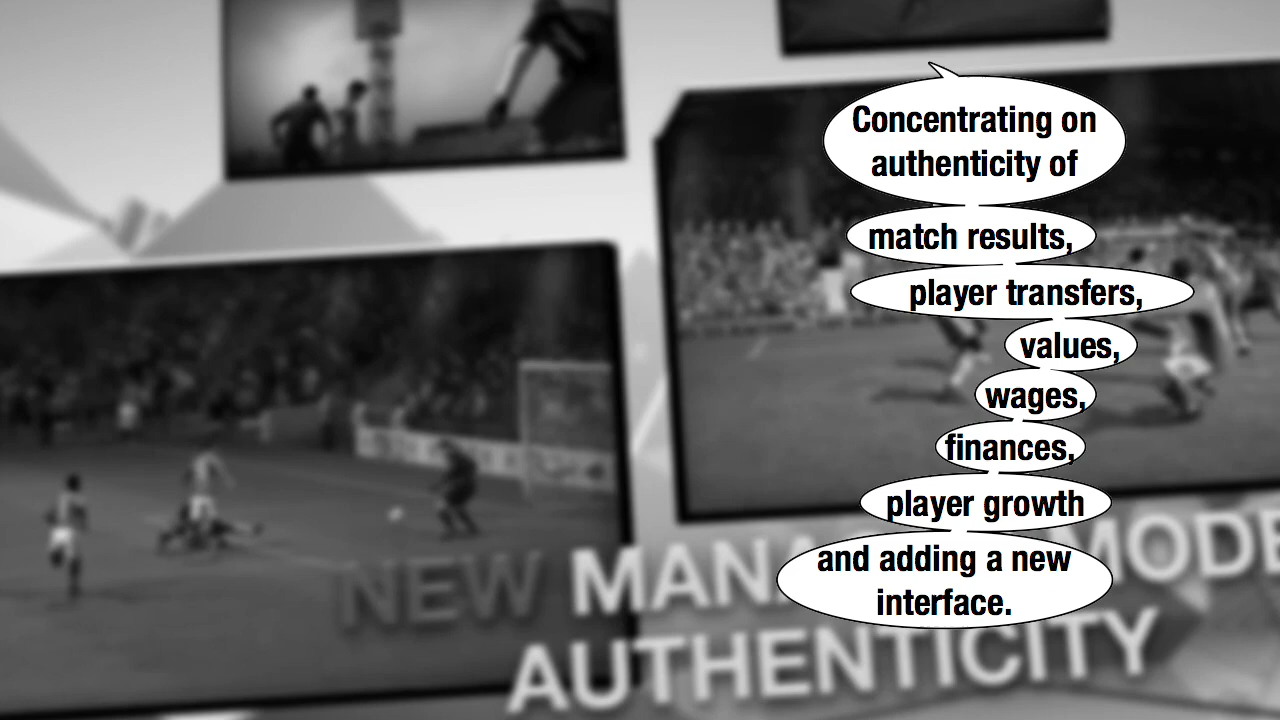 Concentrating on
authenticity of
match results,
player transfers,
values,
wages,
finances,
player growth
and adding a new
interface.
NEW MANA MODE
AUTHENTICITY